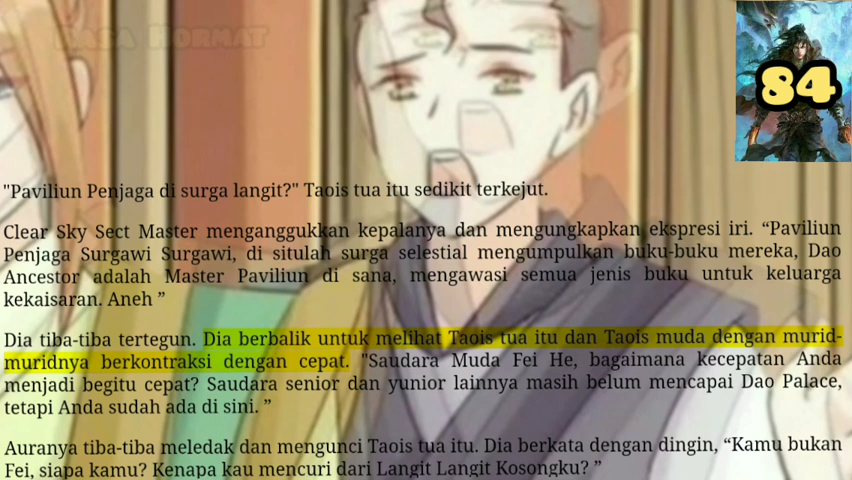 RASA HORMAT
84
"Paviliun Penjaga di surga langit?" Taois tua itu sedikit terkejut.
Clear Sky Sect Master menganggukkan kepalanya dan mengungkapkan ekspresi iri. “Paviliun
Penjaga Surgawi Surgawi, di situlah surga selestial mengumpulkan buku-buku mereka, Dao
Ancestor adalah Master Paviliun di sana, mengawasi semua jenis buku untuk keluarga
kekaisaran. Aneh ”
Dia tiba-tiba tertegun. Dia berbalik untuk melihat Taois tua itu dan Taois muda dengan murid-
muridnya berkontraksi dengan cepat. "Saudara Muda Fei He, bagaimana kecepatan Anda
menjadi begitu cepat? Saudara senior dan yunior lainnya masih belum mencapai Dao Palace,
tetapi Anda sudah ada di sini. ”
Auranya tiba-tiba meledak dan mengunci Taois tua itu. Dia berkata dengan dingin, “Kamu bukan
Fei, siapa kamu? Kenapa kau mencuri dari Langit Langit Kosongku? ”